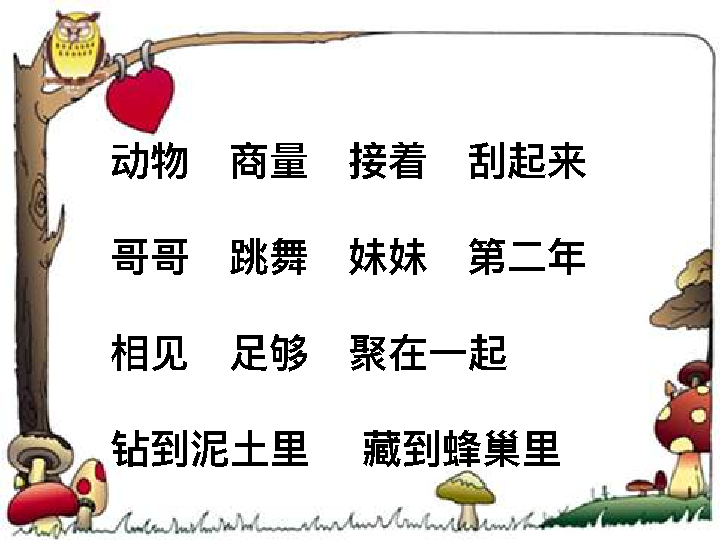 动物 商量 接着 刮起来
哥哥 跳舞 妹妹 第二年
相见 足够 聚在一起
钻到泥土里 藏到蜂巢里